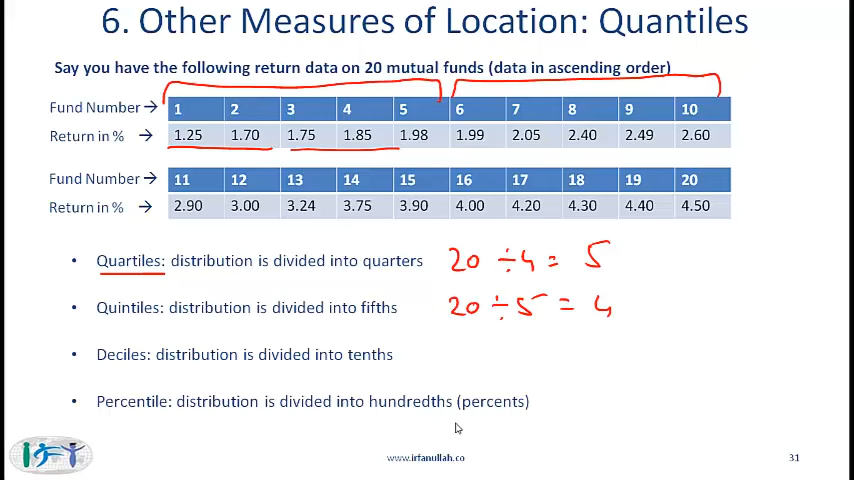 6. Other Measures of Location: Quantiles
Say you have the following return data on 20 mutual funds (data in ascending order)
Fund Number → 1 2 3 4 5 6 7 8 9 10
Return in % → 1.25 1.70 1.75 1.85 1.98 1.99 2.05 2.40 2.49 2.60
Fund Number → 11 12 13 14 15 16 17 18 19 20
Return in % → 2.90 3.00 3.24 3.75 3.90 4.00 4.20 4.30 4.40 4.50
• Quartiles: distribution is divided into quarters 20 ÷ 4 = 5
• Quintiles: distribution is divided into fifths 20 ÷ 5 = 4
• Deciles: distribution is divided into tenths
• Percentile: distribution is divided into hundredths (percents)
www.irfanullah.co 31